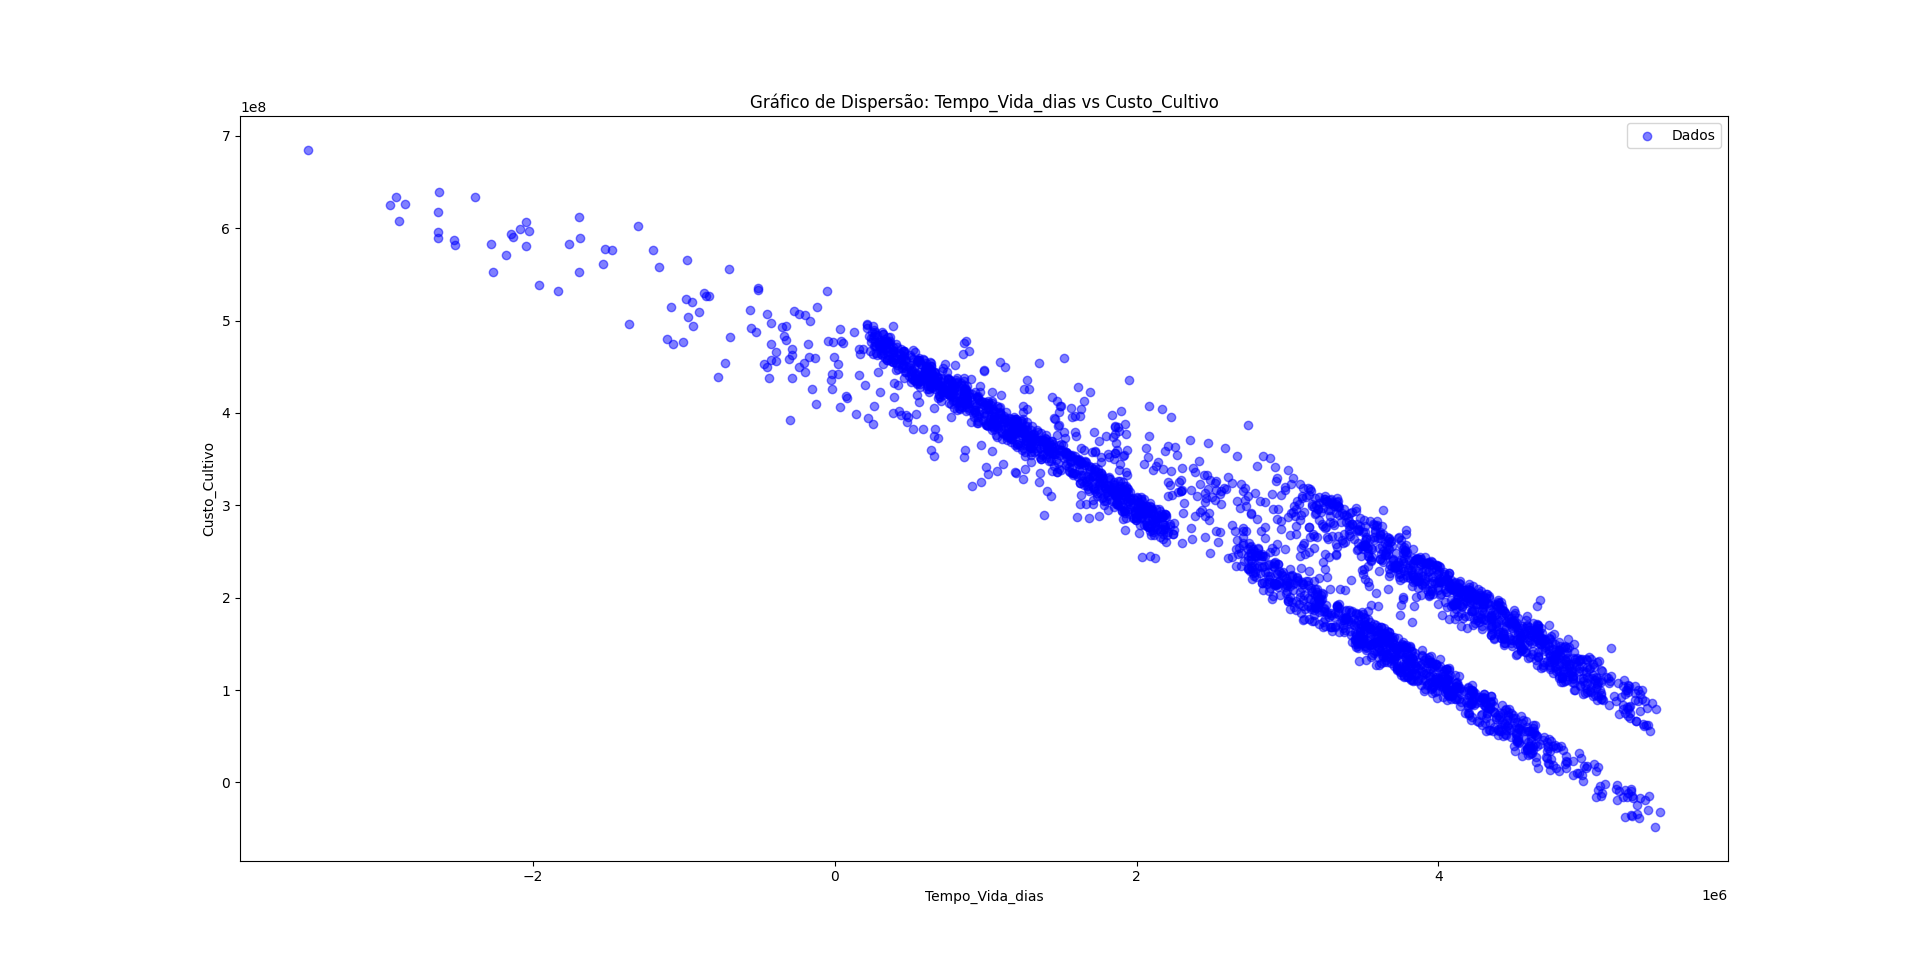 Gráfico de Dispersão: Tempo_Vida_dias vs Custo_Cultivo
1e8
Dados
7
6
5
4
3
2
1
0
Custo_Cultivo
−2 0 2 4
1e6
Tempo_Vida_dias